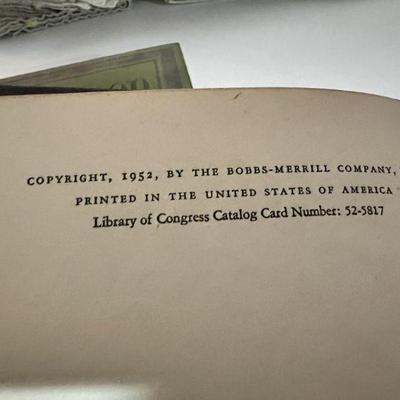 COPYRIGHT, 1952, BY THE BOBBS-MERRILL COMPANY,
PRINTED IN THE UNITED STATES OF AMERICA
Library of Congress Catalog Card Number: 52-5817